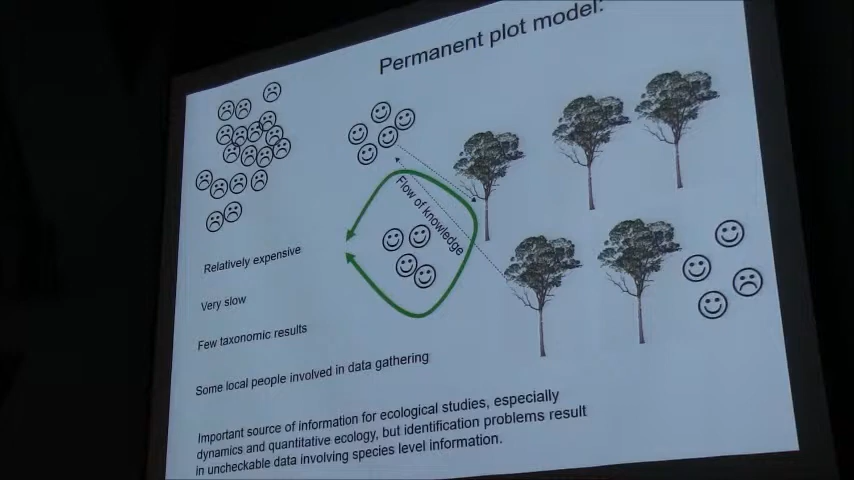 Permanent plot model:
Flow of knowledge
Relatively expensive
Very slow
Few taxonomic results
Some local people involved in data gathering
Important source of information for ecological studies, especially
dynamics and quantitative ecology, but identification problems result
in uncheckable data involving species level information.